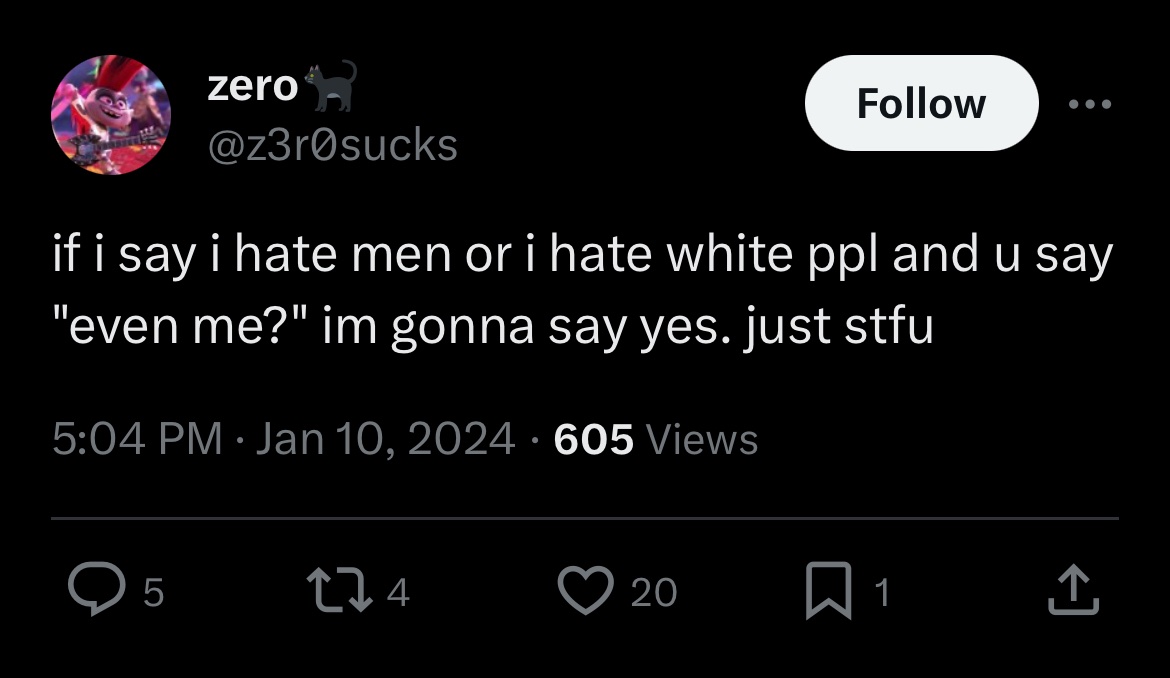 zero🐈‍⬛
@z3r0sucks
Follow
if i say i hate men or i hate white ppl and u say
"even me?" im gonna say yes. just stfu
5:04 PM · Jan 10, 2024 · 605 Views
5 4 20 1